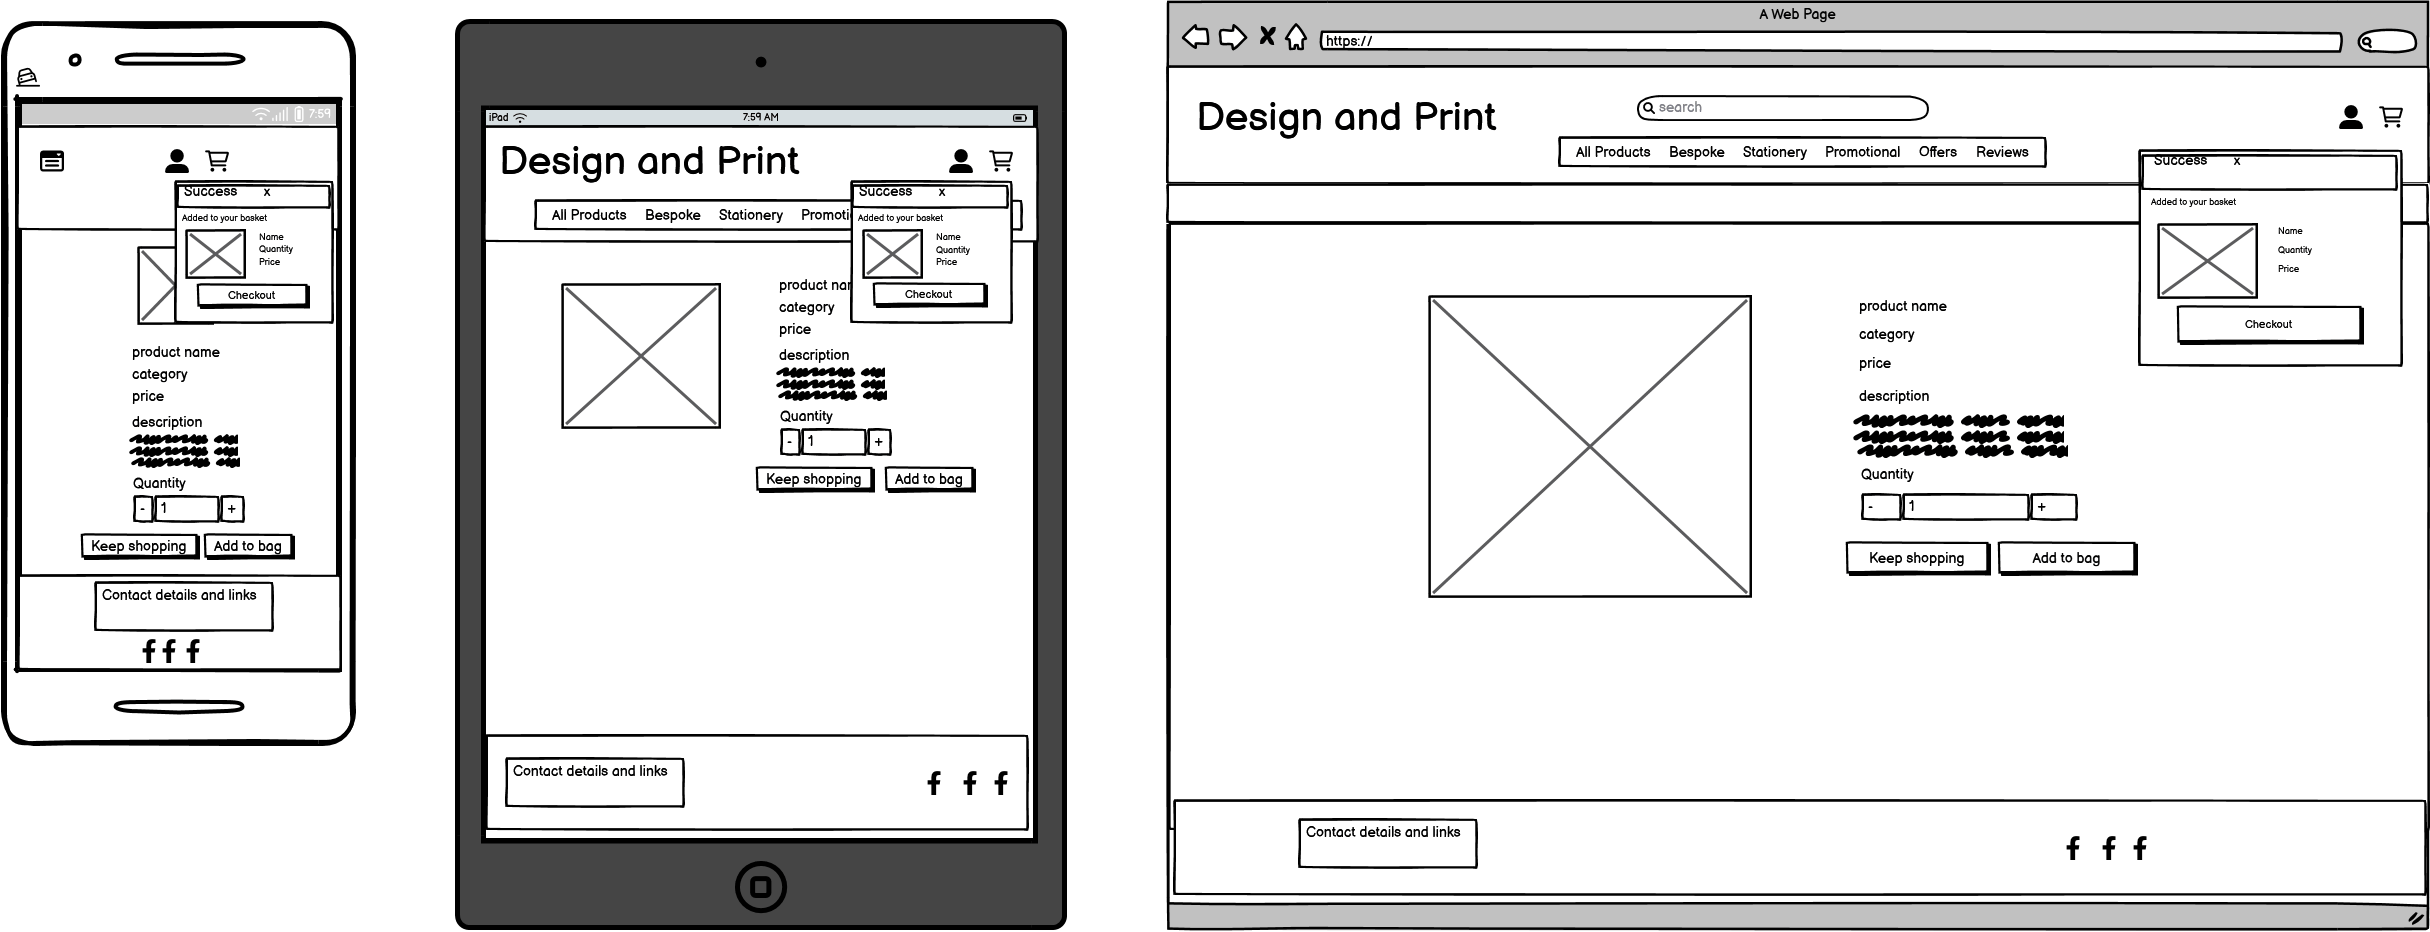 7:59
Success x
Added to your basket
Name
Quantity
Price
Checkout
product name
category
price
description
Quantity
- 1 +
Keep shopping Add to bag
Contact details and links
iPad 7:59 AM
Design and Print
All Products Bespoke Stationery Promoti
Success x
Added to your basket
Name
Quantity
Price
Checkout
product nar
category
price
description
Quantity
- 1 +
Keep shopping Add to bag
Contact details and links
A Web Page
https://
Design and Print
search
All Products Bespoke Stationery Promotional Offers Reviews
Success x
Added to your basket
Name
Quantity
Price
Checkout
product name
category
price
description
Quantity
- 1 +
Keep shopping Add to bag
Contact details and links